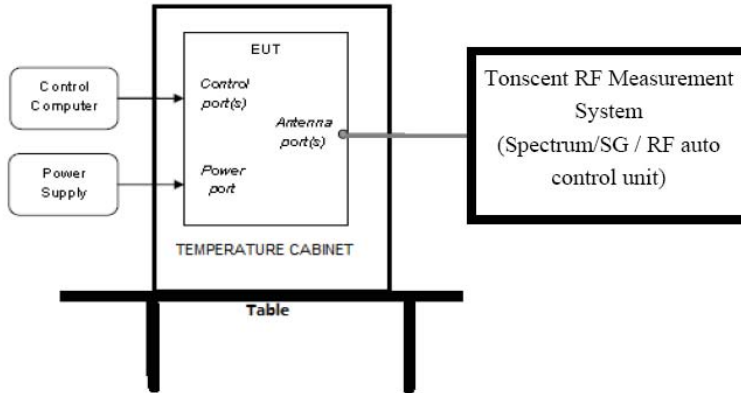 EUT
Control
Computer
Control
port(s)
Antenna
port(s)
Power
Supply
Power
port
TEMPERATURE CABINET
Table
Tonscent RF Measurement
System
(Spectrum/SG / RF auto
control unit)